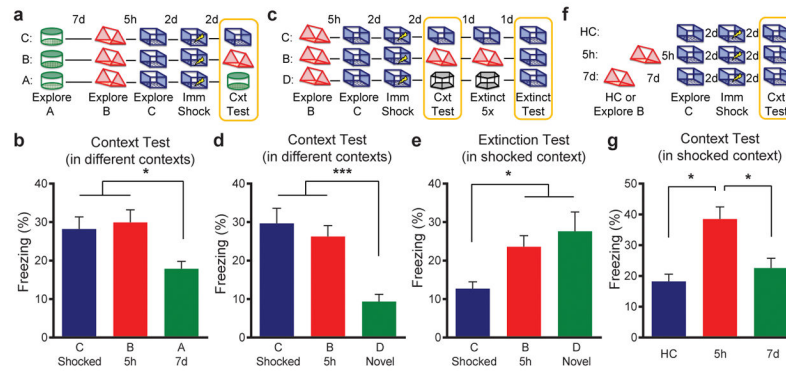 a
7d 5h 2d 2d
C:
B:
A:
Explore A
Explore B
Explore C
Imm Shock
Cxt Test
c
5h 2d 2d 1d 1d
C:
B:
D:
Explore B
Explore C
Imm Shock
Cxt Test
Extinct 5x
Extinct Test
f
HC: 2d 2d
5h: 5h 2d 2d
7d: 7d 2d 2d
HC or Explore B
Explore C
Imm Shock
Cxt Test
b
Context Test
(in different contexts)
*
Freezing (%)
40
30
20
10
0
C B A
Shocked 5h 7d
d
Context Test
(in different contexts)
***
Freezing (%)
40
30
20
10
0
C B D
Shocked 5h Novel
e
Extinction Test
(in shocked context)
*
Freezing (%)
40
30
20
10
0
C B D
Shocked 5h Novel
g
Context Test
(in shocked context)
* *
Freezing (%)
50
40
30
20
10
0
HC 5h 7d